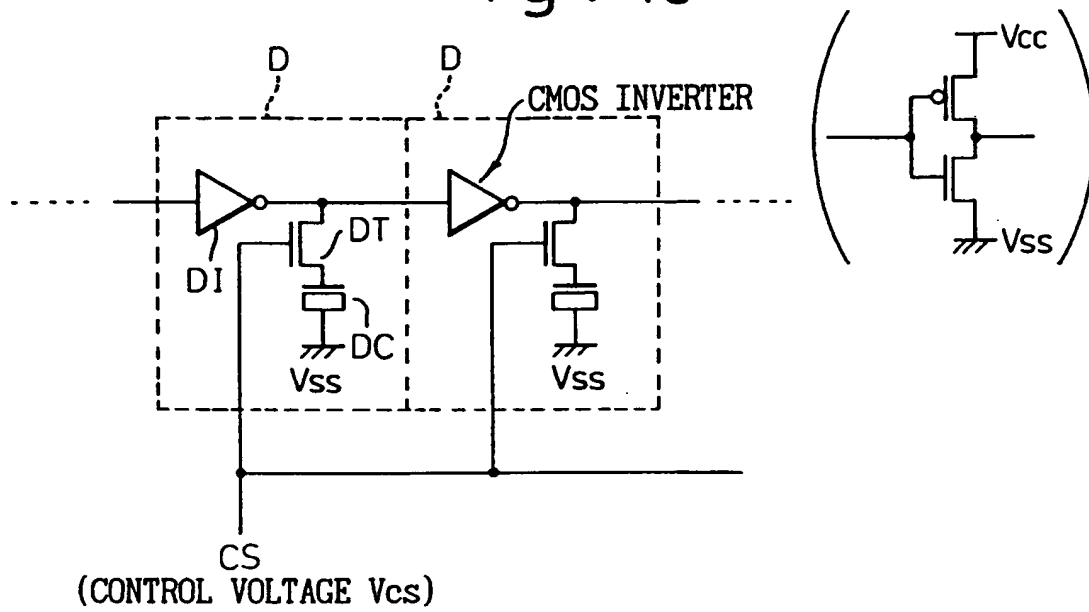 D
D
CMOS INVERTER
Vcc
DI
DT
DC
Vss
Vss
Vss
CS
(CONTROL VOLTAGE Vcs)